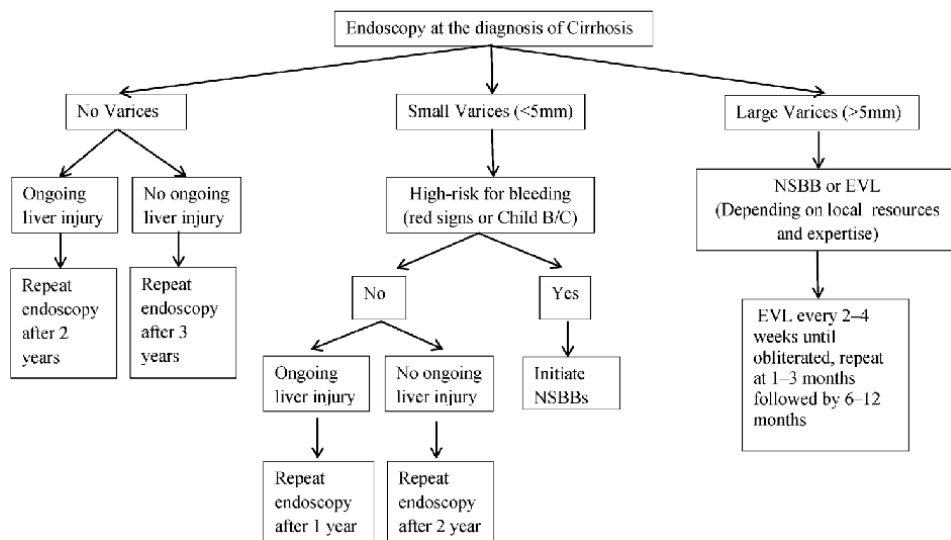 Endoscopy at the diagnosis of Cirrhosis
No Varices
Small Varices (<5mm)
Large Varices (>5mm)
Ongoing
liver injury
No ongoing
liver injury
High-risk for bleeding
(red signs or Child B/C)
NSBB or EVL
(Depending on local resources
and expertise)
Repeat
endoscopy
after 2
years
Repeat
endoscopy
after 3
years
No
Yes
EVL every 2–4
weeks until
obliterated, repeat
at 1–3 months
followed by 6–12
months
Ongoing
liver injury
No ongoing
liver injury
Initiate
NSBBs
Repeat
endoscopy
after 1 year
Repeat
endoscopy
after 2 year